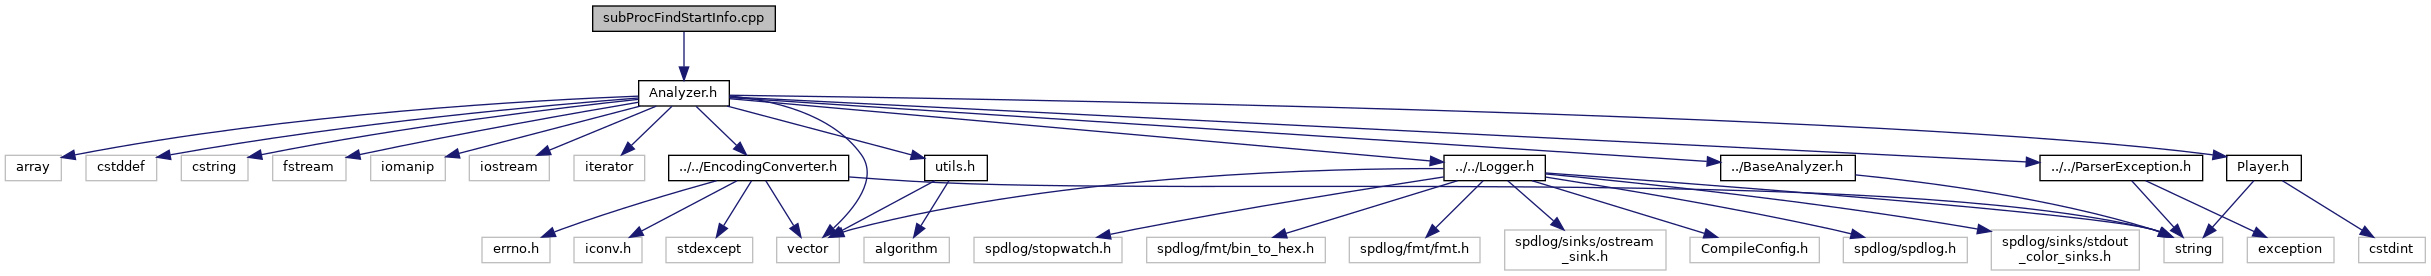 subProcFindStartInfo.cpp
Analyzer.h
array
cstddef
cstring
fstream
iomanip
iostream
iterator
../../EncodingConverter.h
utils.h
../../Logger.h
../BaseAnalyzer.h
../../ParserException.h
Player.h
errno.h
iconv.h
stdexcept
vector
algorithm
spdlog/stopwatch.h
spdlog/fmt/bin_to_hex.h
spdlog/fmt/fmt.h
spdlog/sinks/ostream
_sink.h
CompileConfig.h
spdlog/spdlog.h
spdlog/sinks/stdout
_color_sinks.h
string
exception
cstdint